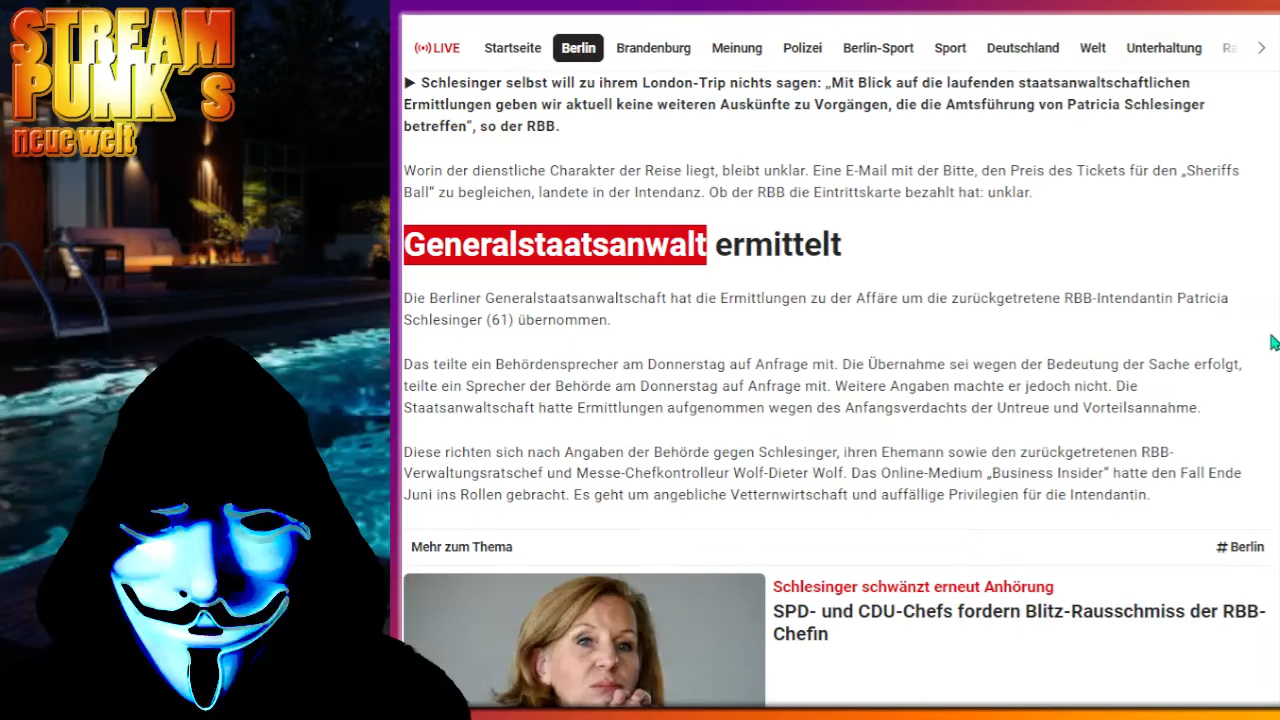 STREAM
PUNK´s
neue welt
LIVE Startseite Berlin Brandenburg Meinung Polizei Berlin-Sport Sport Deutschland Welt Unterhaltung Ra
▶ Schlesinger selbst will zu ihrem London-Trip nichts sagen: „Mit Blick auf die laufenden staatsanwaltschaftlichen
Ermittlungen geben wir aktuell keine weiteren Auskünfte zu Vorgängen, die die Amtsführung von Patricia Schlesinger
betreffen“, so der RBB.
Worin der dienstliche Charakter der Reise liegt, bleibt unklar. Eine E-Mail mit der Bitte, den Preis des Tickets für den „Sheriffs
Ball“ zu begleichen, landete in der Intendanz. Ob der RBB die Eintrittskarte bezahlt hat: unklar.
Generalstaatsanwalt ermittelt
Die Berliner Generalstaatsanwaltschaft hat die Ermittlungen zu der Affäre um die zurückgetretene RBB-Intendantin Patricia
Schlesinger (61) übernommen.
Das teilte ein Behördensprecher am Donnerstag auf Anfrage mit. Die Übernahme sei wegen der Bedeutung der Sache erfolgt,
teilte ein Sprecher der Behörde am Donnerstag auf Anfrage mit. Weitere Angaben machte er jedoch nicht. Die
Staatsanwaltschaft hatte Ermittlungen aufgenommen wegen des Anfangsverdachts der Untreue und Vorteilsannahme.
Diese richten sich nach Angaben der Behörde gegen Schlesinger, ihren Ehemann sowie den zurückgetretenen RBB-
Verwaltungsratschef und Messe-Chefkontrolleur Wolf-Dieter Wolf. Das Online-Medium „Business Insider“ hatte den Fall Ende
Juni ins Rollen gebracht. Es geht um angebliche Vetternwirtschaft und auffällige Privilegien für die Intendantin.
Mehr zum Thema # Berlin
Schlesinger schwänzt erneut Anhörung
SPD- und CDU-Chefs fordern Blitz-Rausschmiss der RBB-
Chefin